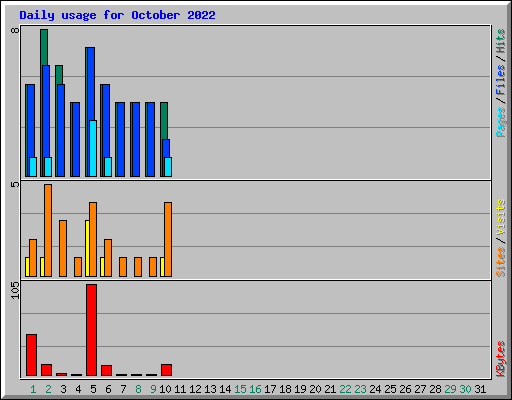 Daily usage for October 2022
8
Pages/Files/Hits
5
Sites/Visits
105
KBytes
1 2 3 4 5 6 7 8 9 10 11 12 13 14 15 16 17 18 19 20 21 22 23 24 25 26 27 28 29 30 31